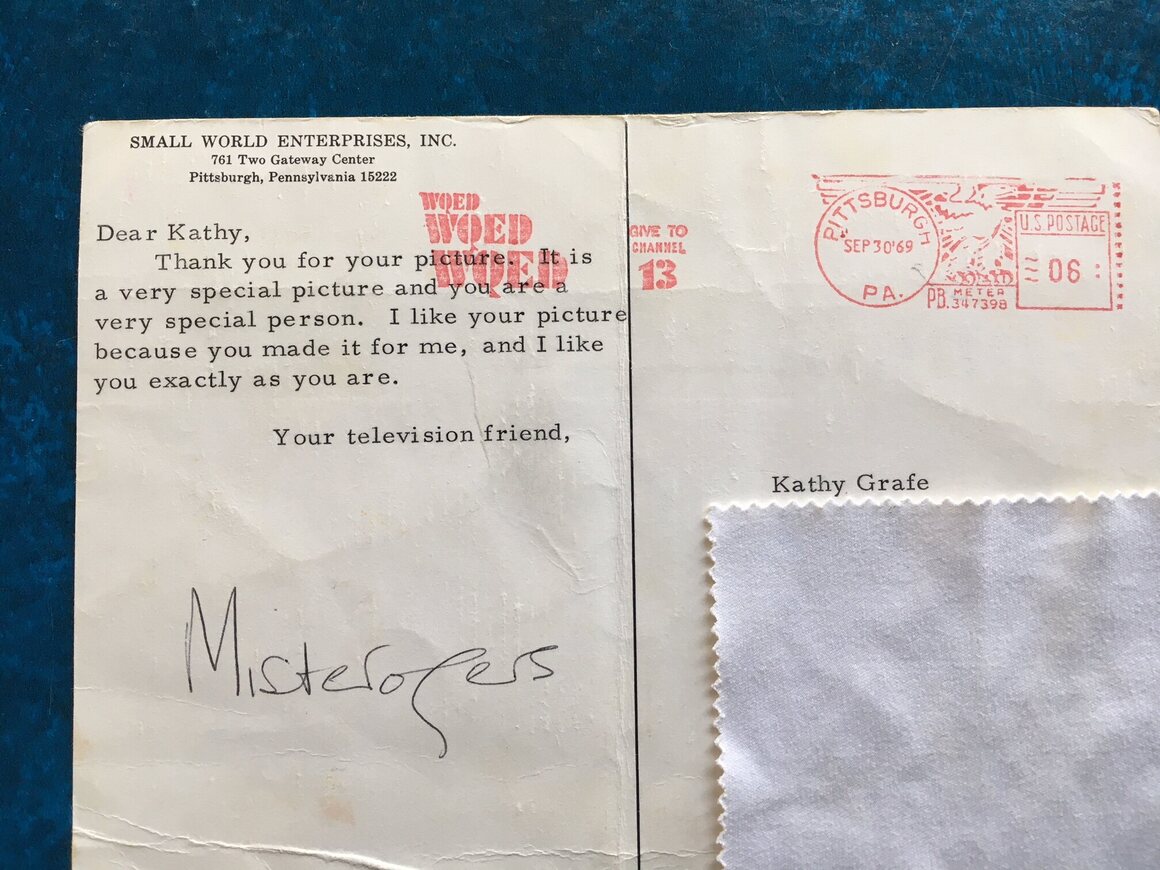 SMALL WORLD ENTERPRISES, INC.
761 Two Gateway Center
Pittsburgh, Pennsylvania 15222
WQED
WQED
WQED
GIVE TO
CHANNEL
13
Dear Kathy,
Thank you for your picture. It is
a very special picture and you are a
very special person. I like your picture
because you made it for me, and I like
you exactly as you are.
Your television friend,
Misterogers
PITTSBURGH
SEP 30 '69
PA.
U.S. POSTAGE
06
PB. METER
347398
Kathy Grafe